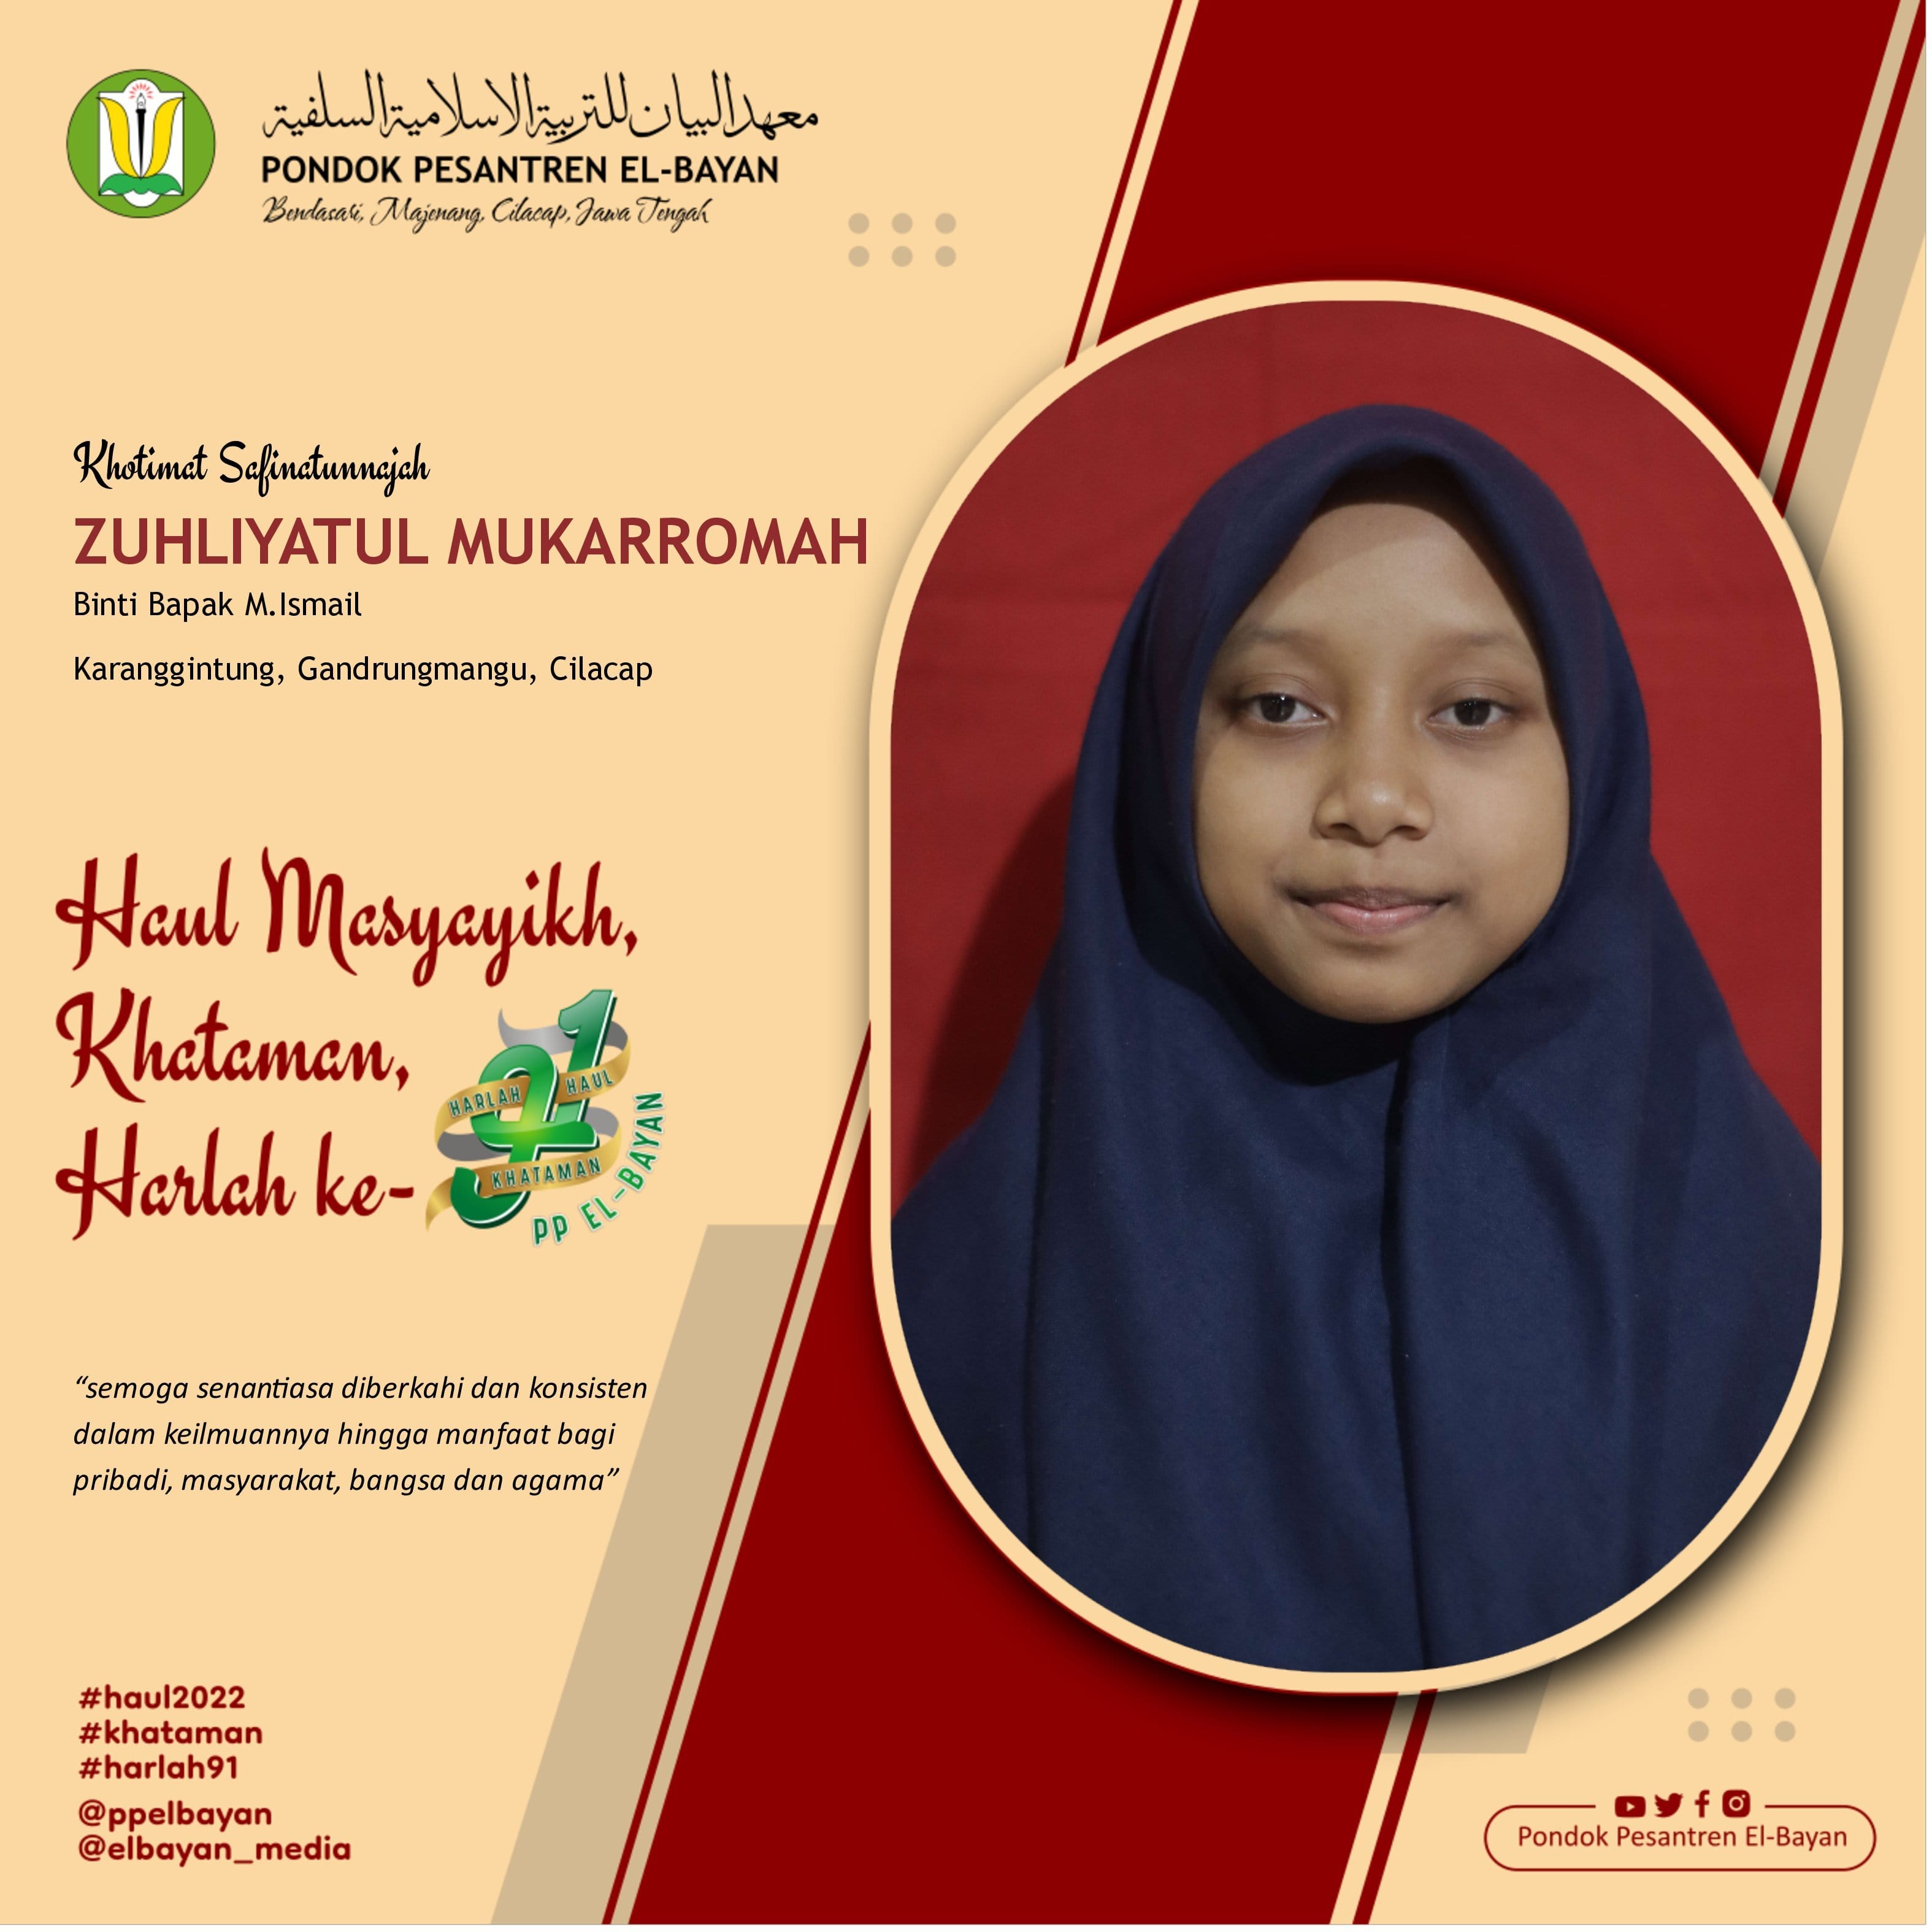 معهد البيان للتربية الاسلامية السلفية
PONDOK PESANTREN EL-BAYAN
Bendasari, Majenang, Cilacap, Jawa Tengah
Khotimat Safinatunnajah
ZUHLIYATUL MUKARROMAH
Binti Bapak M.Ismail
Karanggintung, Gandrungmangu, Cilacap
Haul Masyayikh,
Khataman,
Harlah ke-
91
HARLAH HAUL
KHATAMAN
PP EL-BAYAN
“semoga senantiasa diberkahi dan konsisten
dalam keilmuannya hingga manfaat bagi
pribadi, masyarakat, bangsa dan agama”
#haul2022
#khataman
#harlah91
@ppelbayan
@elbayan_media
Pondok Pesantren El-Bayan